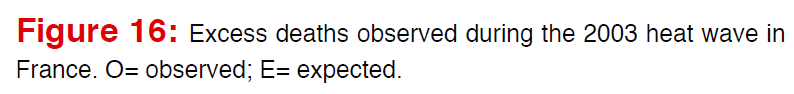 Figure 16: Excess deaths observed during the 2003 heat wave in
France. O= observed; E= expected.